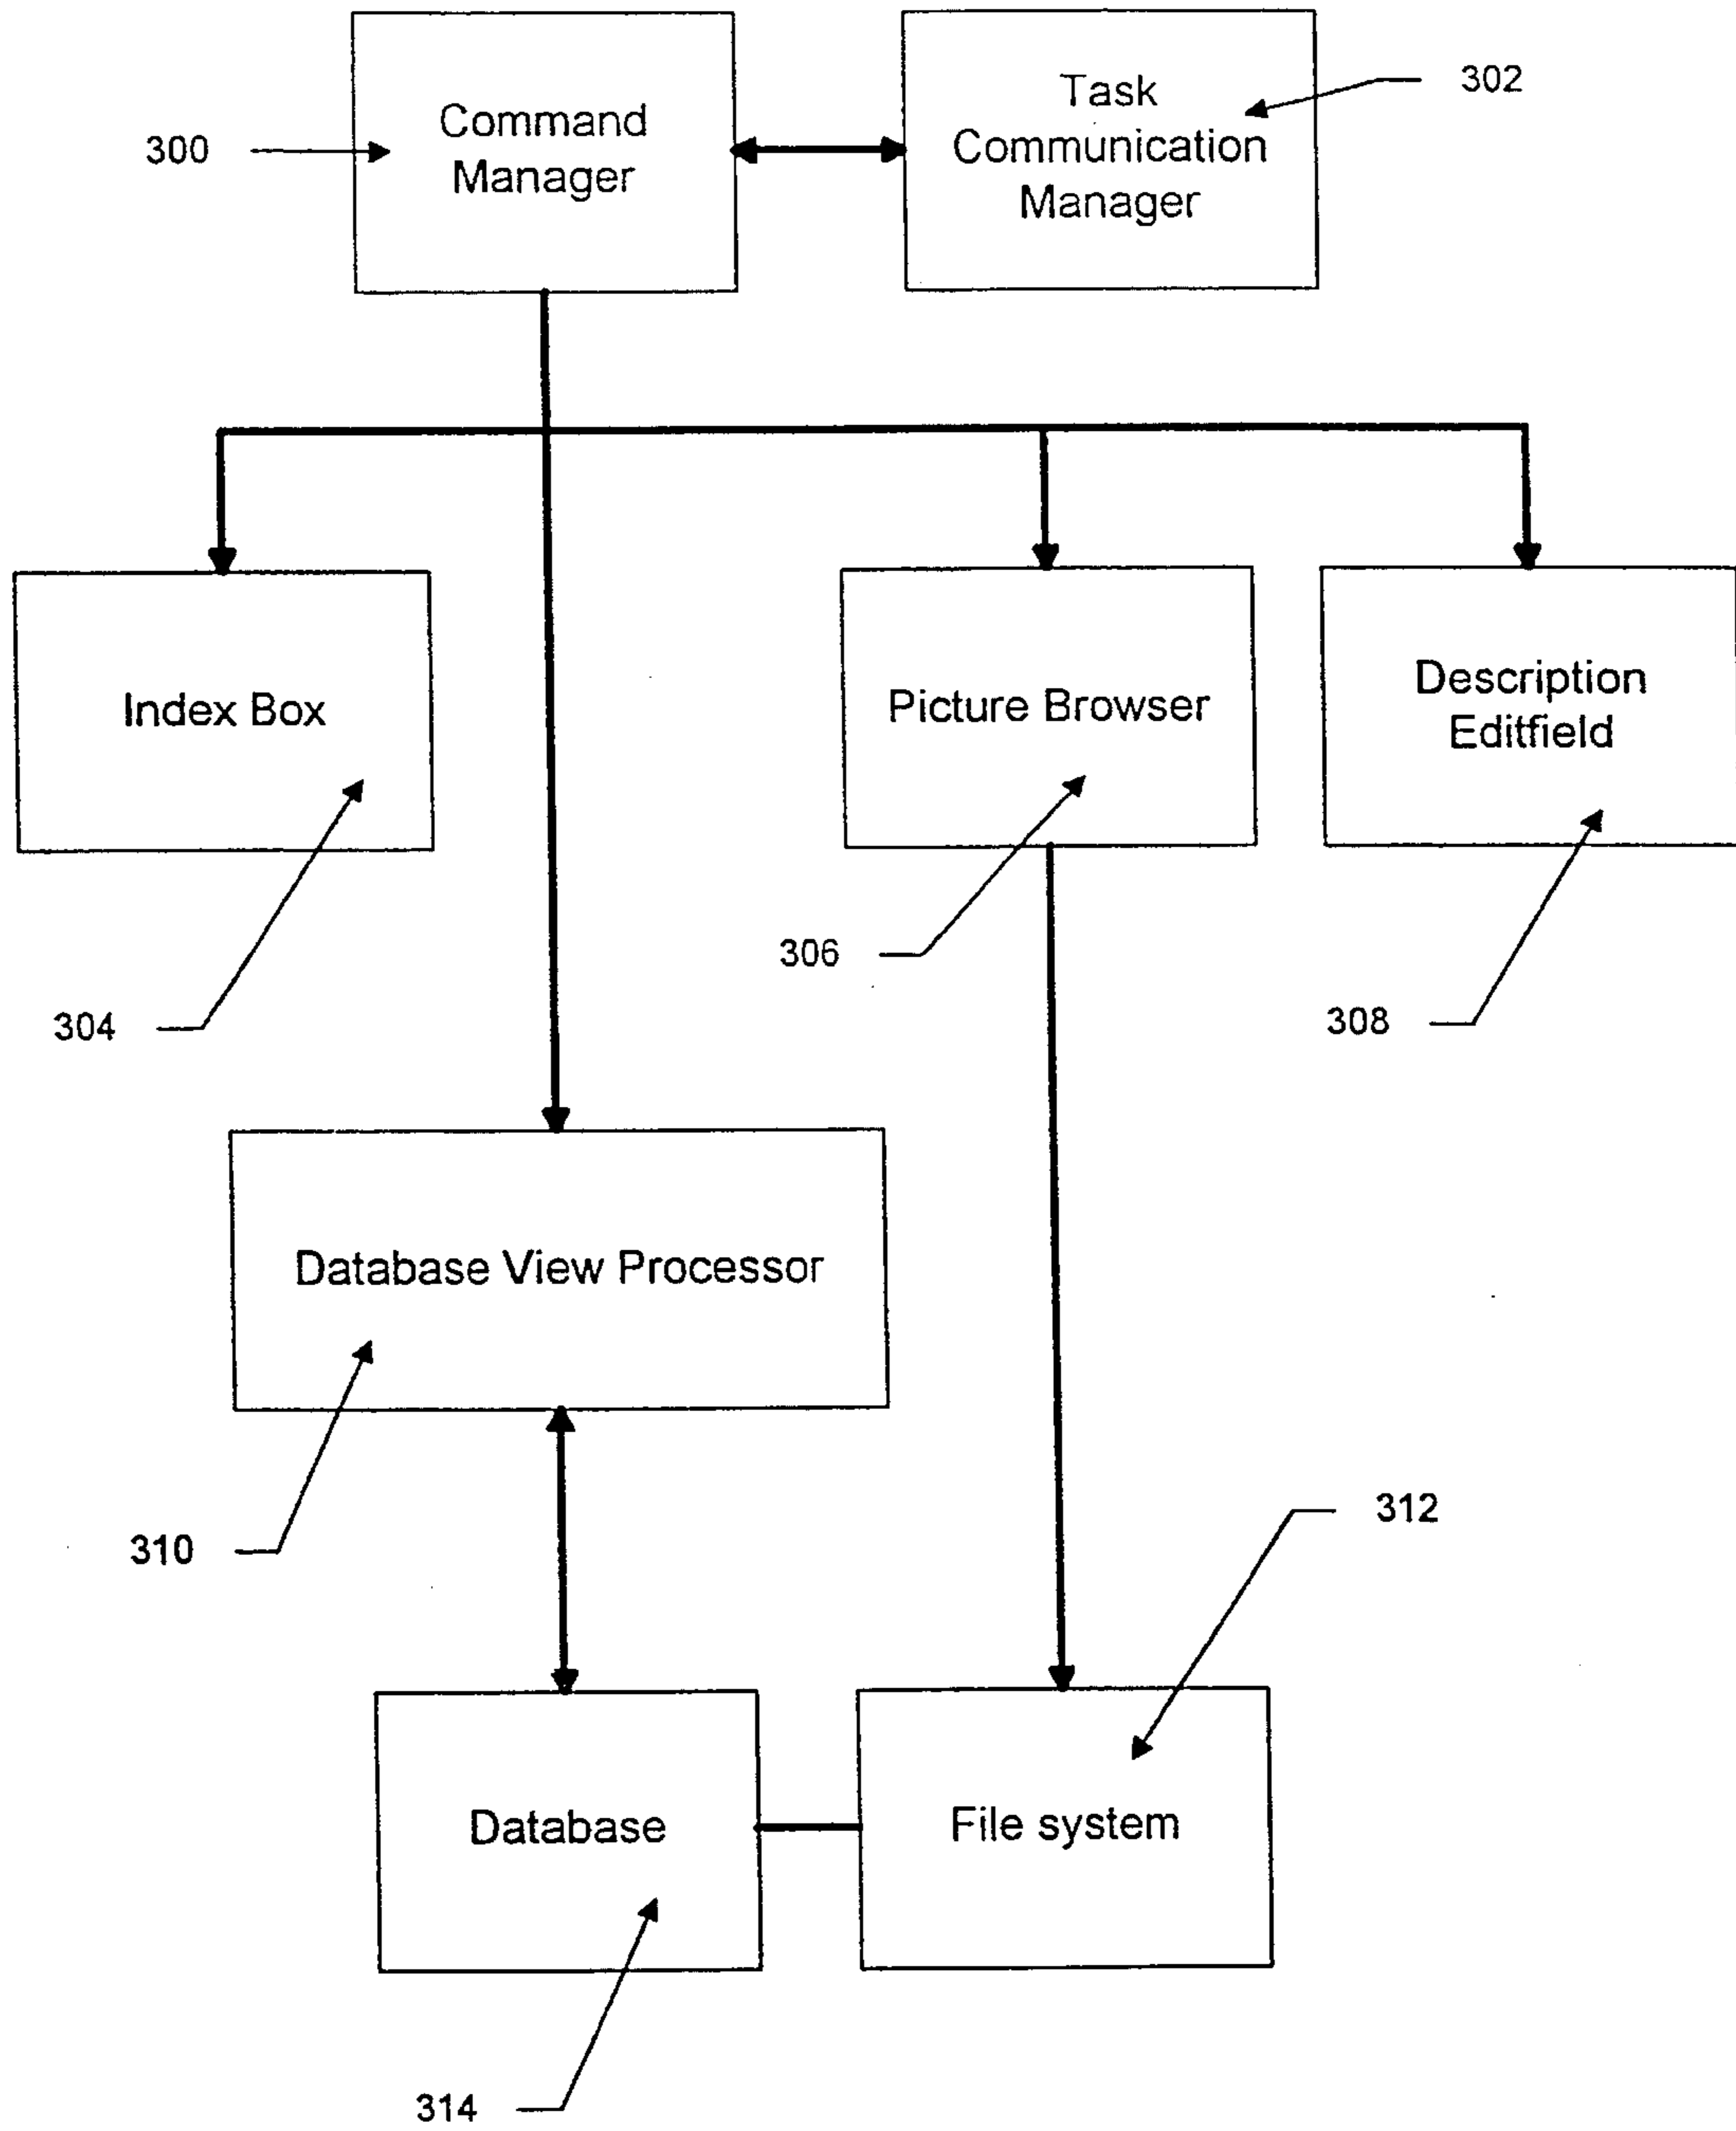 302
Task
Communication
Manager
Command
Manager
300
Index Box
Picture Browser
Description
Editfield
306
304
308
Database View Processor
310
312
Database
File system
314